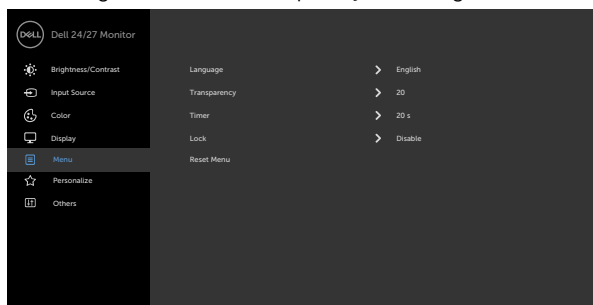 DELL Dell 24/27 Monitor
Brightness/Contrast Language English
Input Source Transparency 20
Color Timer 20 s
Display Lock Disable
Menu Reset Menu
Personalize
Others